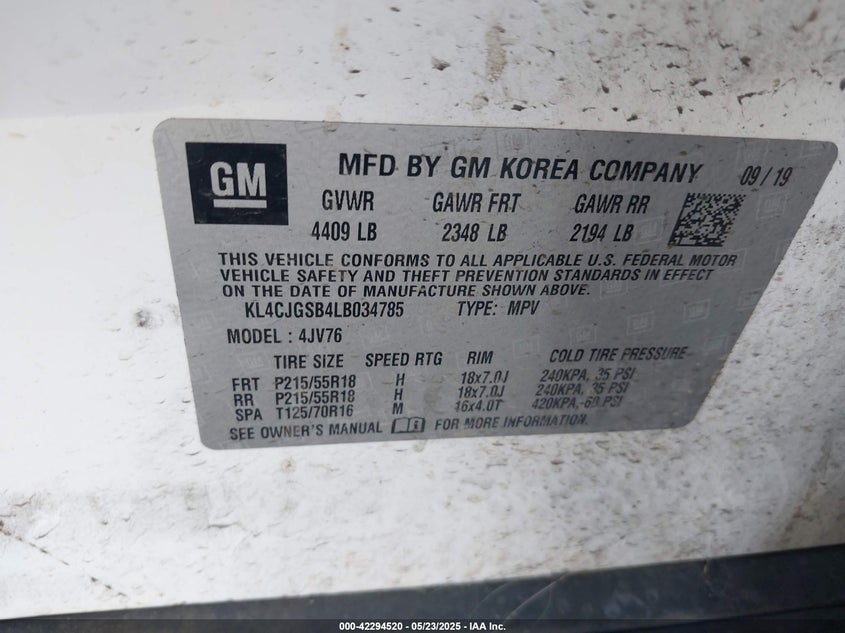 GM
MFD BY GM KOREA COMPANY 09/19
GVWR GAWR FRT GAWR RR
4409 LB 2348 LB 2194 LB
THIS VEHICLE CONFORMS TO ALL APPLICABLE U.S. FEDERAL MOTOR
VEHICLE SAFETY AND THEFT PREVENTION STANDARDS IN EFFECT
ON THE DATE OF MANUFACTURE SHOWN ABOVE.
KL4CJGSB4LB034785 TYPE: MPV
MODEL : 4JV76
TIRE SIZE SPEED RTG RIM COLD TIRE PRESSURE
FRT P215/55R18 H 18x7.0J 240KPA, 35 PSI
RR P215/55R18 H 18x7.0J 240KPA, 35 PSI
SPA T125/70R16 M 16x4.0T 420KPA, 60 PSI
SEE OWNER'S MANUAL FOR MORE INFORMATION.
000-42294520 | 05/23/2025 | IAA Inc.